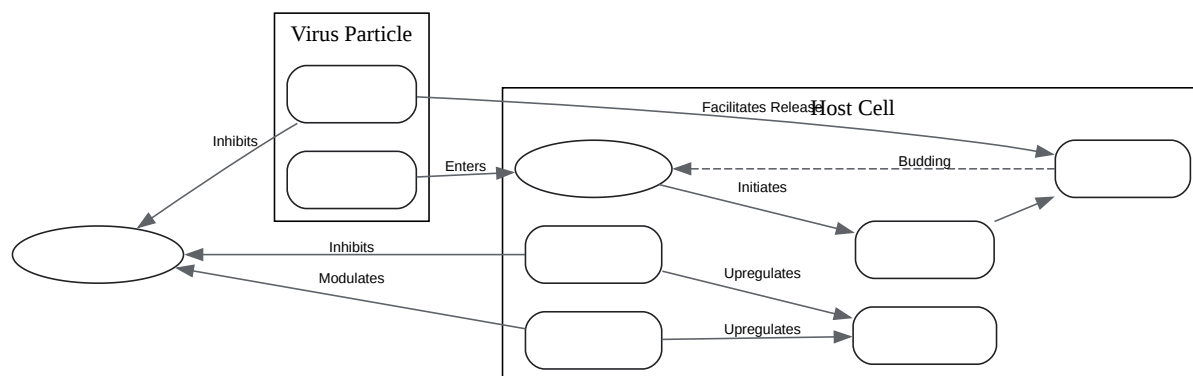 Virus Particle
Facilitates Release
Host Cell
Inhibits
Enters
Budding
Initiates
Inhibits
Modulates
Upregulates
Upregulates